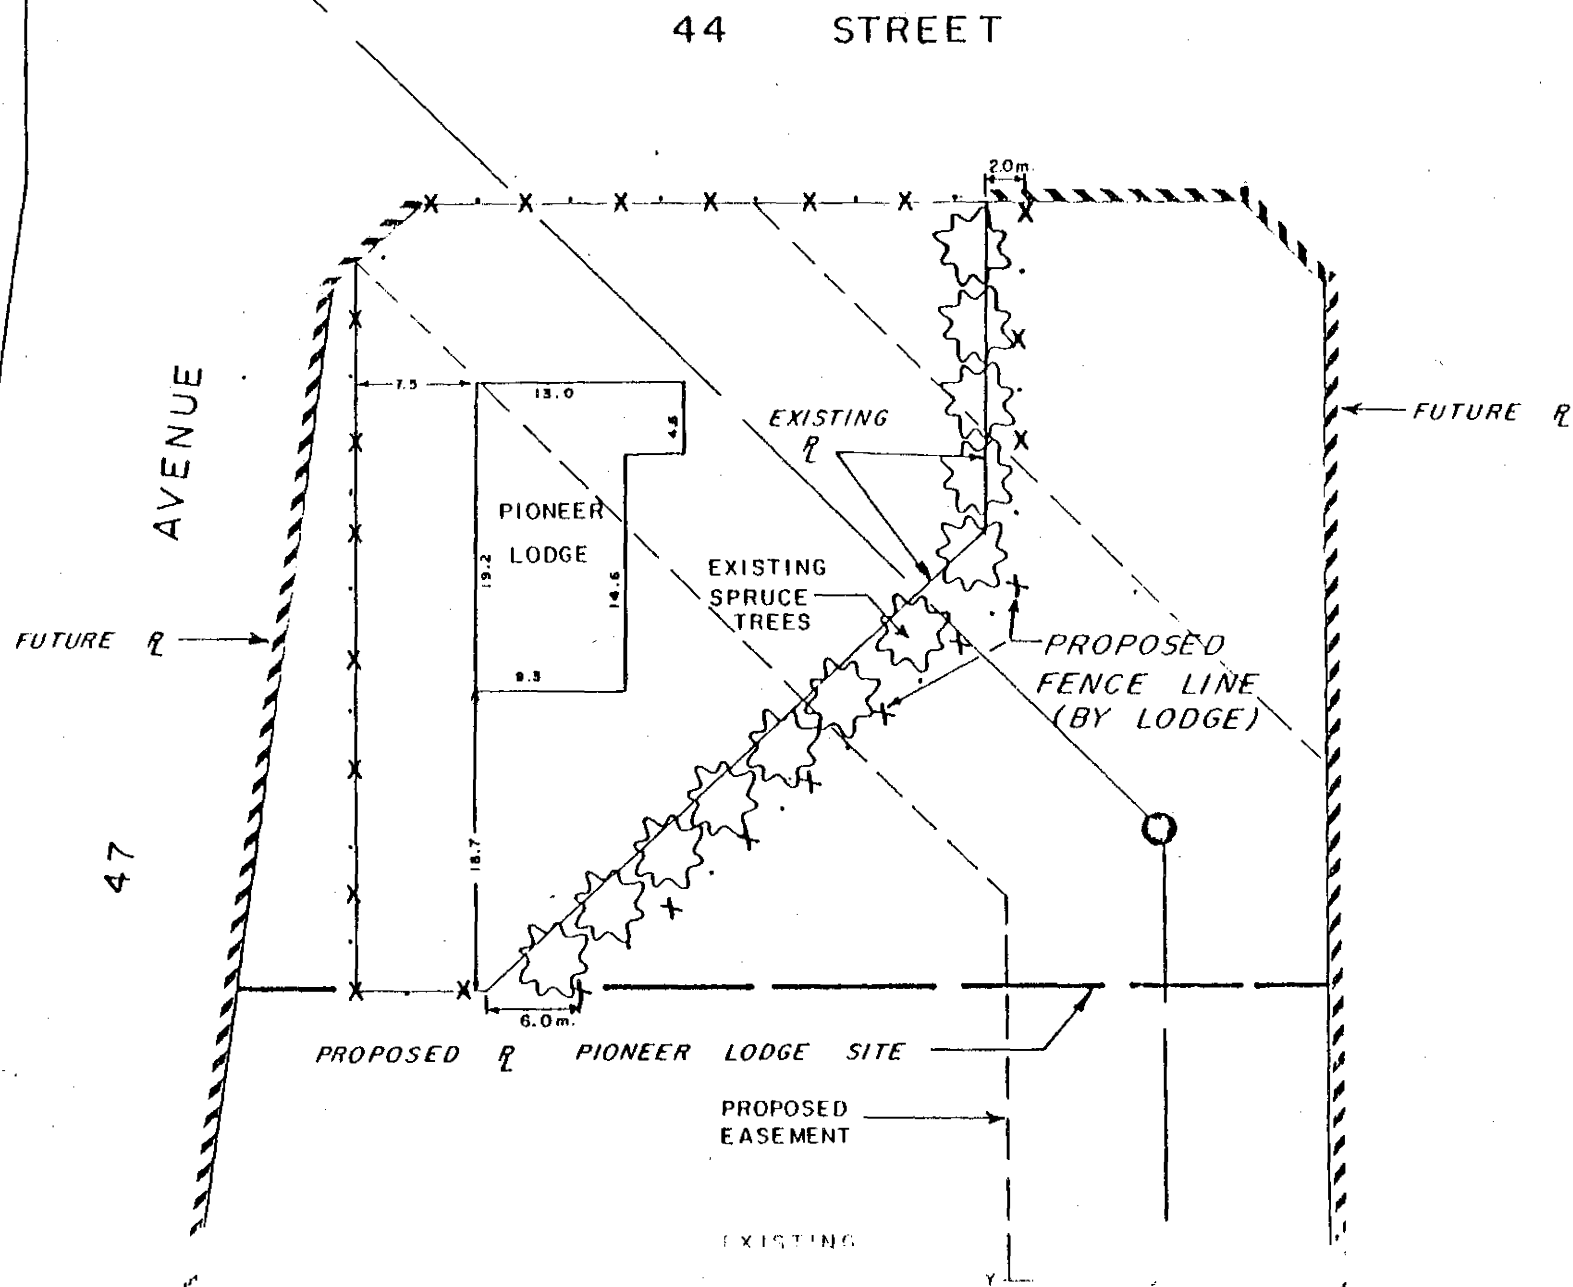 44 STREET
2.0m.
7.5
13.0
4.6
EXISTING
℞
FUTURE ℞
AVENUE
PIONEER
LODGE
19.2
14.6
EXISTING
SPRUCE
TREES
FUTURE ℞
PROPOSED
FENCE LINE
(BY LODGE)
9.3
18.7
47
6.0m.
PROPOSED ℞ PIONEER LODGE SITE
PROPOSED
EASEMENT
EXISTING